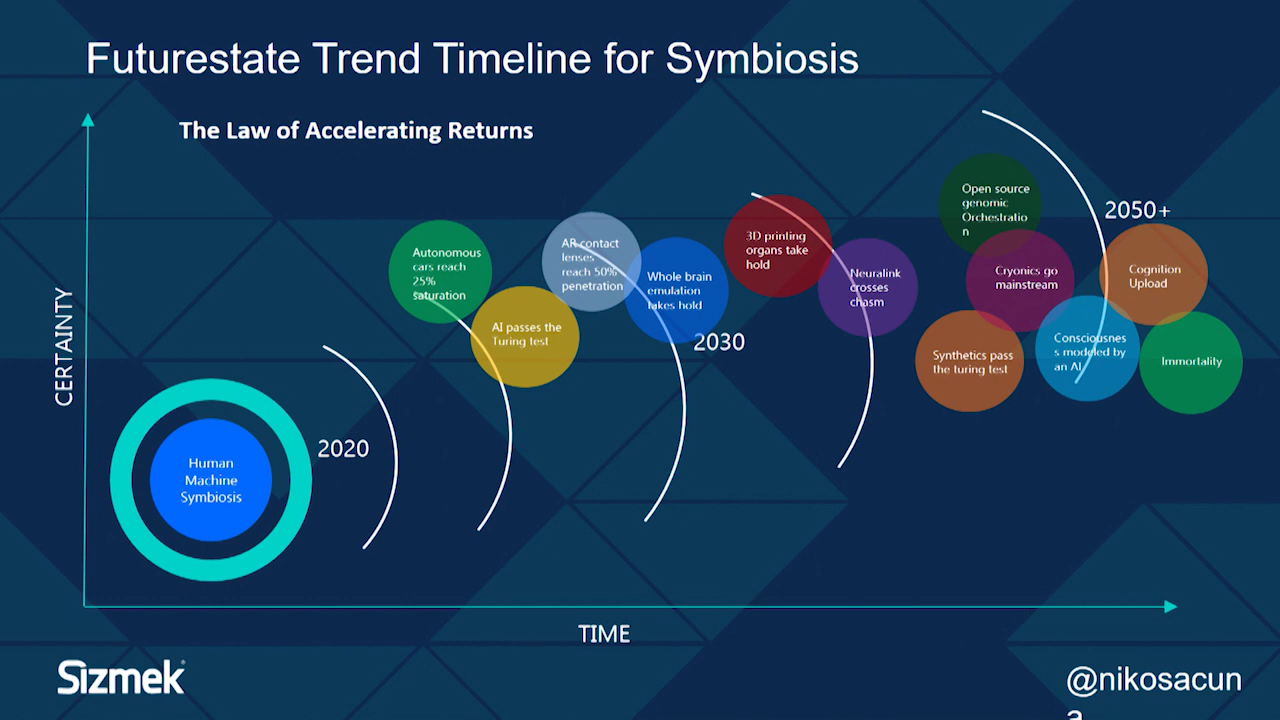 Futurestate Trend Timeline for Symbiosis
The Law of Accelerating Returns
CERTAINTY
Human
Machine
Symbiosis
2020
Autonomous
cars reach
25%
saturation
AI passes the
Turing test
AR contact
lenses
reach 50%
penetration
Whole brain
emulation
takes hold
2030
3D printing
organs take
hold
Neuralink
crosses
chasm
Open source
genomic
Orchestratio
n
2050+
Cryonics go
mainstream
Cognition
Upload
Synthetics pass
the turing test
Consciousnes
s modeled by
an AI
Immortality
TIME
Sizmek
@nikosacun
a